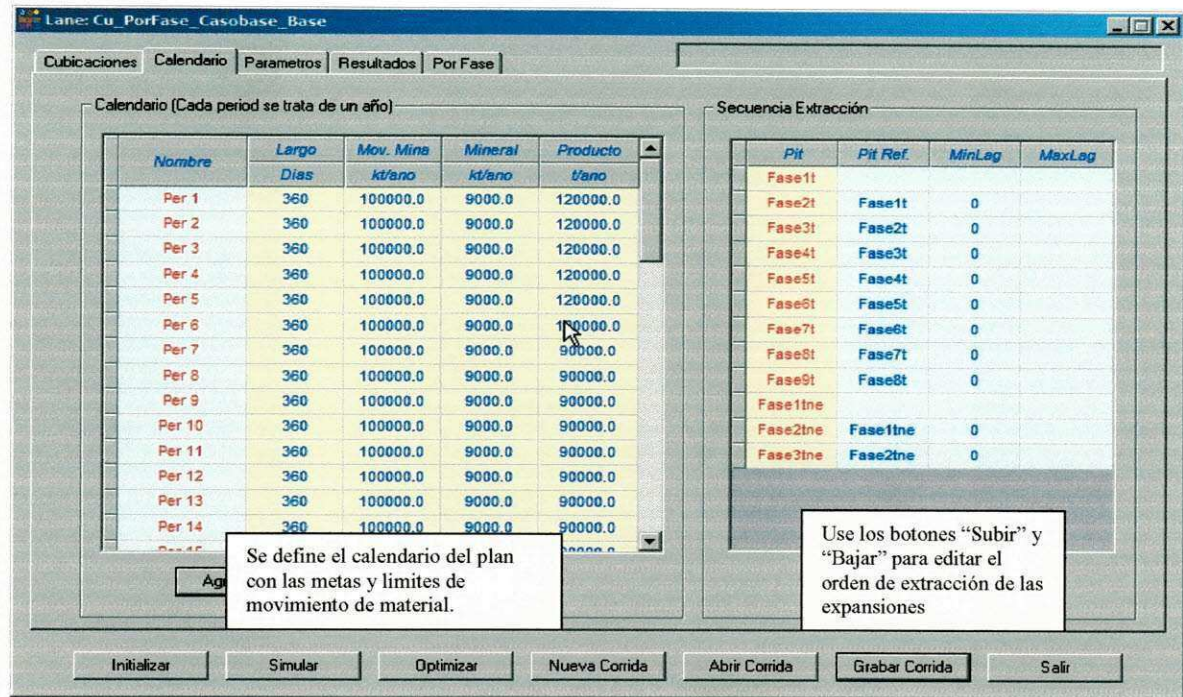 Lane: Cu_PorFase_Casobase_Base
Cubicaciones Calendario Parametros Resultados Por Fase
Calendario (Cada period se trata de un año)
Nombre Largo Mov. Mina Mineral Producto
Dias kt/ano kt/ano t/ano
Per 1 360 100000.0 9000.0 120000.0
Per 2 360 100000.0 9000.0 120000.0
Per 3 360 100000.0 9000.0 120000.0
Per 4 360 100000.0 9000.0 120000.0
Per 5 360 100000.0 9000.0 120000.0
Per 6 360 100000.0 9000.0
Per 7 360 100000.0 9000.0 90000.0
Per 8 360 100000.0 9000.0 90000.0
Per 9 360 100000.0 9000.0 90000.0
Per 10 360 100000.0 9000.0 90000.0
Per 11 360 100000.0 9000.0 90000.0
Per 12 360 100000.0 9000.0 90000.0
Per 13 360 100000.0 9000.0 90000.0
Per 14 360 100000.0 9000.0 90000.0
Se define el calendario del plan
con las metas y limites de
movimiento de material.
Secuencia Extracción
Pit Pit Ref. MinLag MaxLag
Fase1t
Fase2t Fase1t 0
Fase3t Fase2t 0
Fase4t Fase3t 0
Fase5t Fase4t 0
Fase6t Fase5t 0
Fase7t Fase6t 0
Fase8t Fase7t 0
Fase9t Fase8t 0
Fase1tne
Fase2tne Fase1tne 0
Fase3tne Fase2tne 0
Use los botones “Subir” y
“Bajar” para editar el
orden de extracción de las
expansiones
Initializar Simular Optimizar Nueva Corrida Abrir Corrida Grabar Corrida Salir